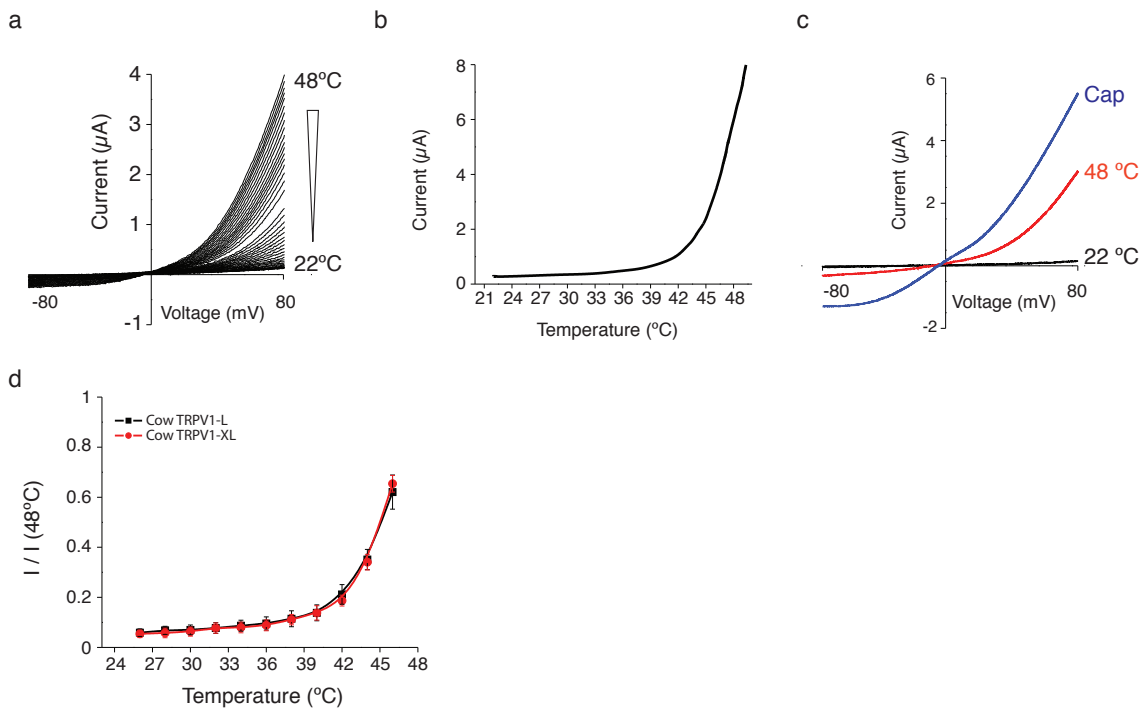 a
4
3
2
1
-1
Current (µA)
48ºC
22ºC
-80
80
Voltage (mV)
b
8
6
4
2
0
Current (µA)
21 24 27 30 33 36 39 42 45 48
Temperature (ºC)
c
6
4
2
-2
Current (µA)
Cap
48 ºC
22 ºC
-80
80
Voltage (mV)
d
1
0.8
0.6
0.4
0.2
0
I / I (48ºC)
Cow TRPV1-L
Cow TRPV1-XL
24 27 30 33 36 39 42 45 48
Temperature (ºC)